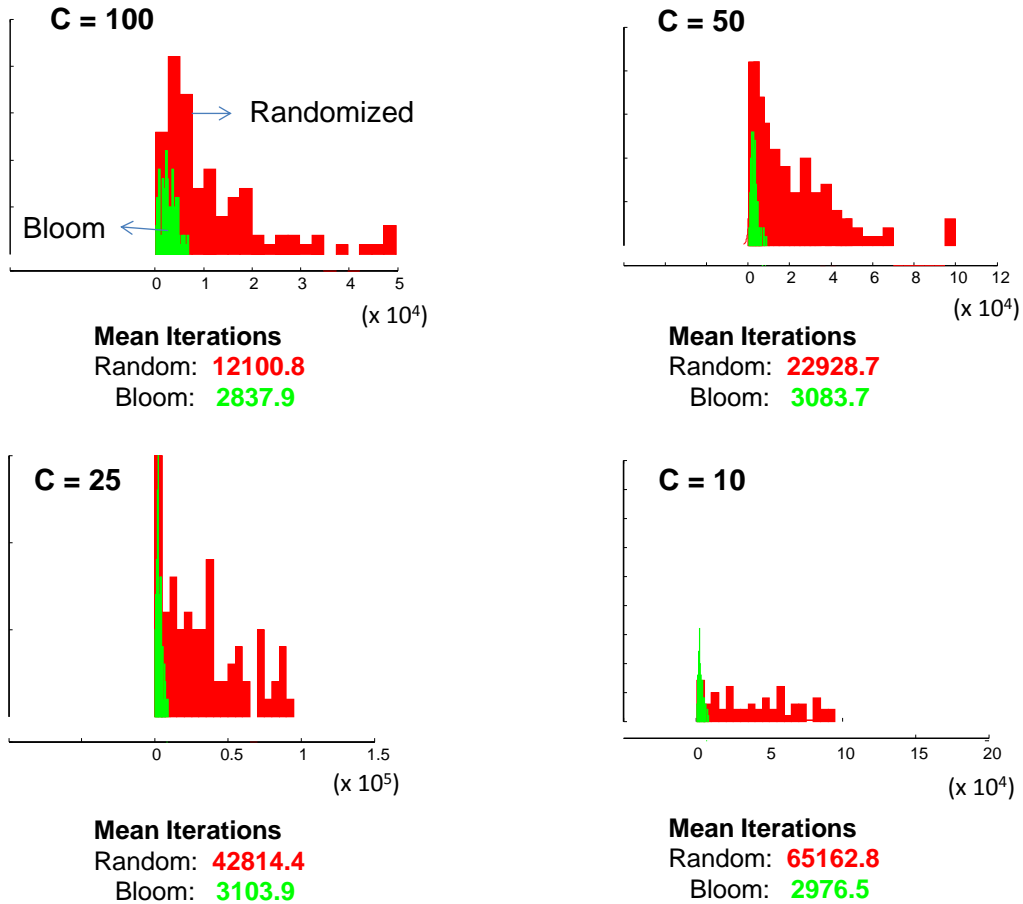 C = 100
Randomized
Bloom
0 1 2 3 4 5
(x 10⁴)
Mean Iterations
Random: 12100.8
Bloom: 2837.9
C = 50
0 2 4 6 8 10 12
(x 10⁴)
Mean Iterations
Random: 22928.7
Bloom: 3083.7
C = 25
0 0.5 1 1.5
(x 10⁵)
Mean Iterations
Random: 42814.4
Bloom: 3103.9
C = 10
0 5 10 15 20
(x 10⁴)
Mean Iterations
Random: 65162.8
Bloom: 2976.5